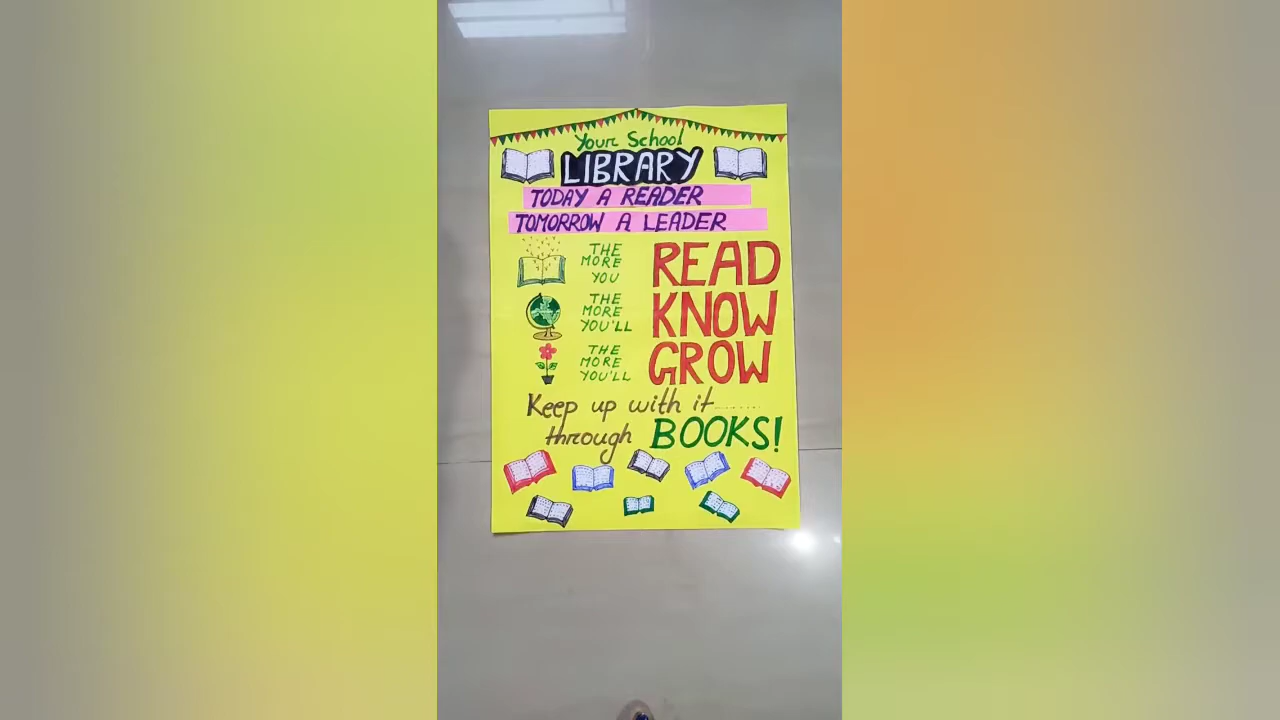 Your School
LIBRARY
TODAY A READER
TOMORROW A LEADER
THE MORE YOU READ
THE MORE YOU'LL KNOW
THE MORE YOU'LL GROW
Keep up with it........
through BOOKS!